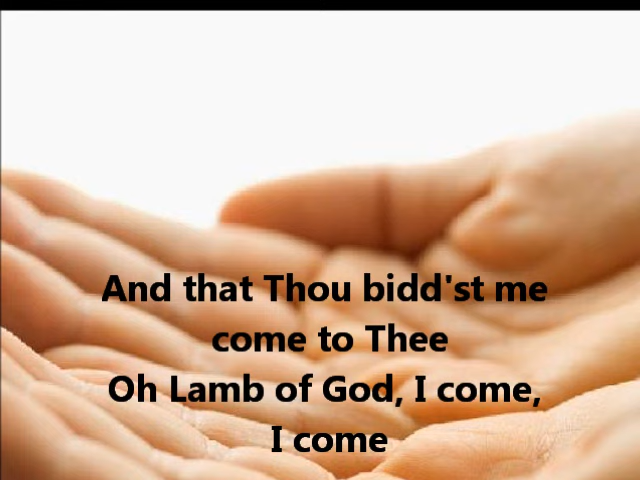 And that Thou bidd'st me
come to Thee
Oh Lamb of God, I come,
I come